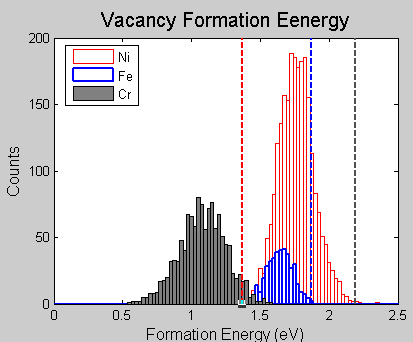 Vacancy Formation Eenergy
200
150
100
50
0
Counts
Ni
Fe
Cr
0 0.5 1 1.5 2 2.5
Formation Energy (eV)